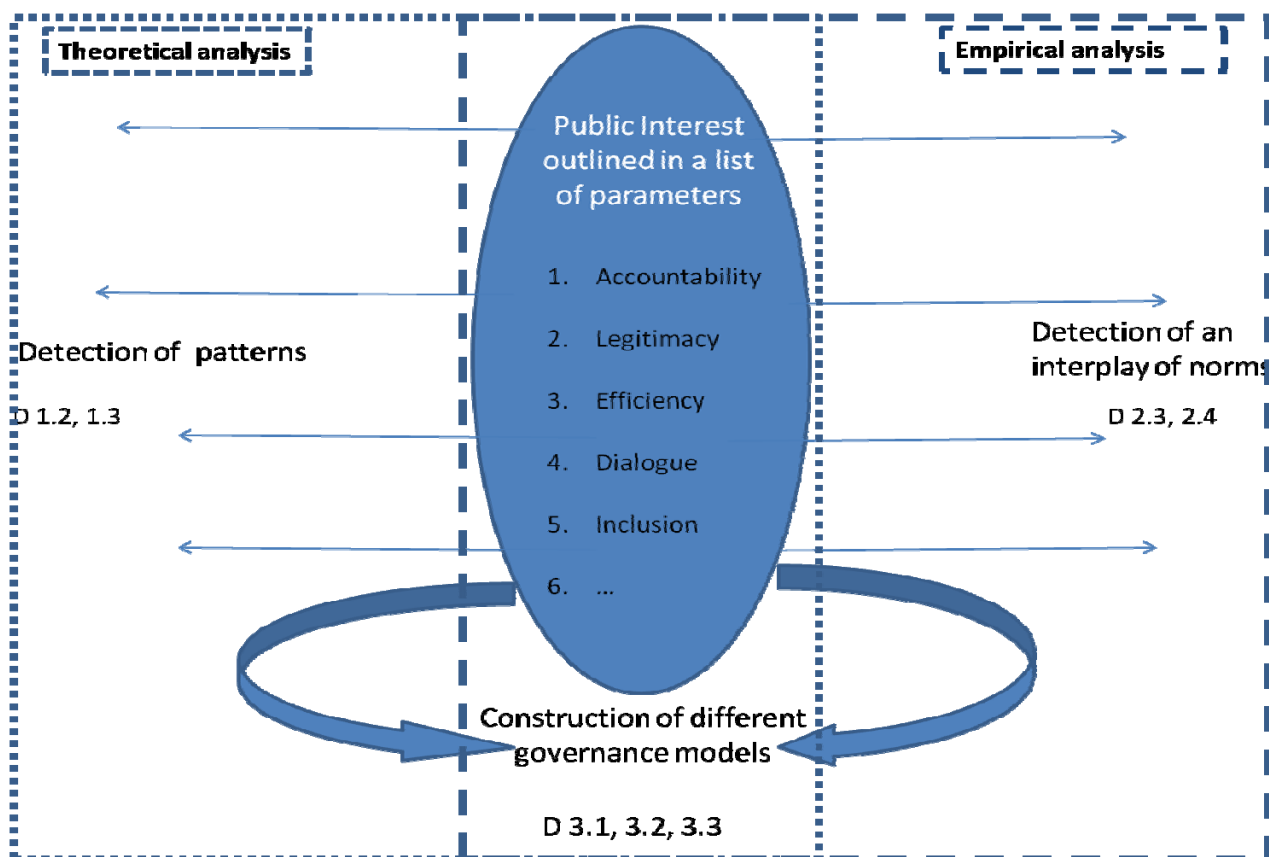 Theoretical analysis
Empirical analysis
Public Interest
outlined in a list
of parameters
1. Accountability
2. Legitimacy
3. Efficiency
4. Dialogue
5. Inclusion
6. ...
Detection of patterns
D 1.2, 1.3
Detection of an
interplay of norms
D 2.3, 2.4
Construction of different
governance models
D 3.1, 3.2, 3.3